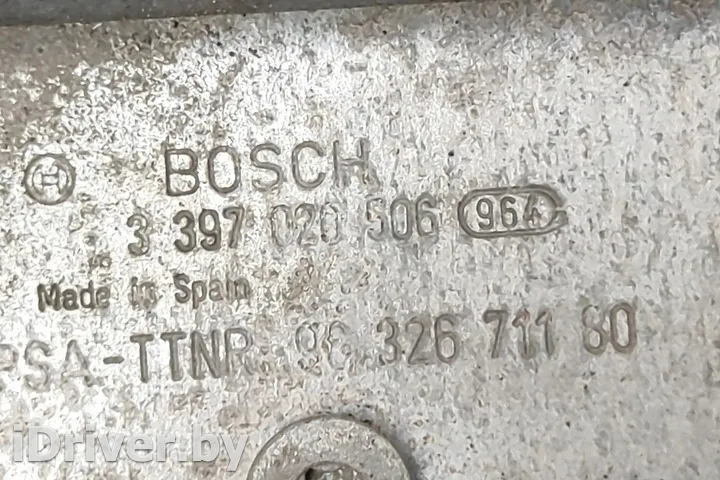 BOSCH
3 397 020 506 964
Made in Spain
PSA-TTNR. 96 326 711 80
iDriver.by